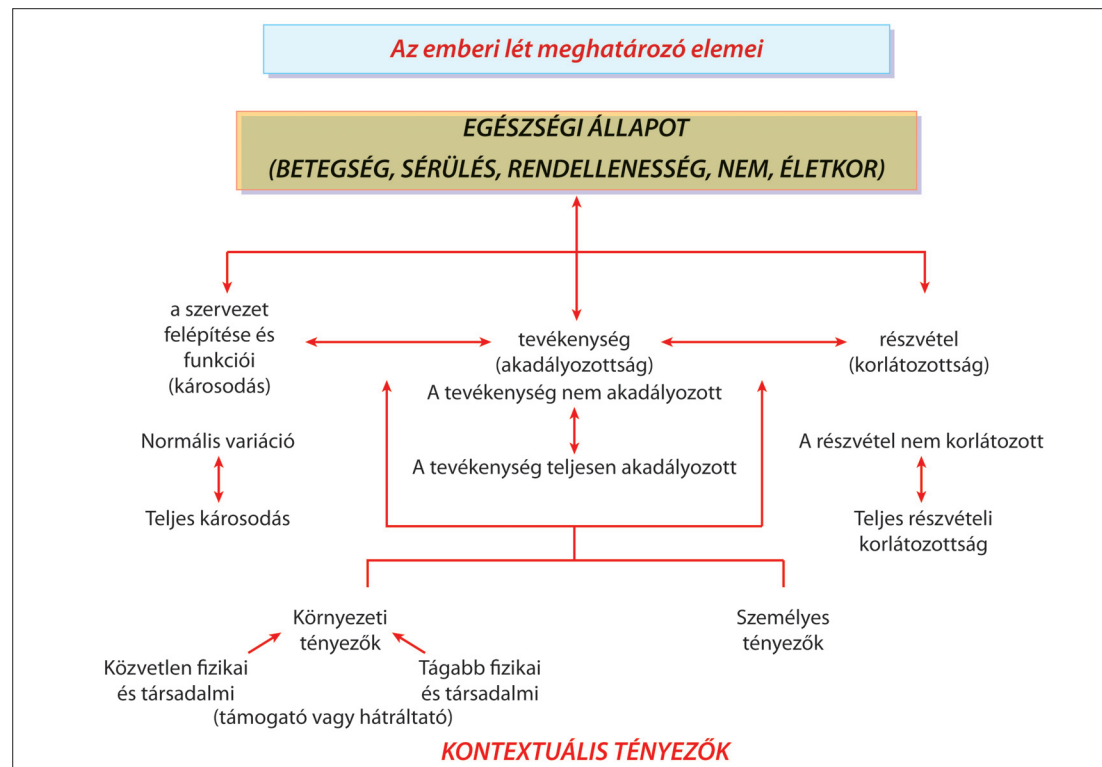 Az emberi lét meghatározó elemei
EGÉSZSÉGI ÁLLAPOT
(BETEGSÉG, SÉRÜLÉS, RENDELLENESSÉG, NEM, ÉLETKOR)
a szervezet
felépítése és
funkciói
(károsodás)
tevékenység
(akadályozottság)
részvétel
(korlátozottság)
A tevékenység nem akadályozott
A tevékenység teljesen akadályozott
Normális variáció
Teljes károsodás
A részvétel nem korlátozott
Teljes részvételi
korlátozottság
Környezeti
tényezők
Személyes
tényezők
Közvetlen fizikai
és társadalmi
Tágabb fizikai
és társadalmi
(támogató vagy hátráltató)
KONTEXTUÁLIS TÉNYEZŐK